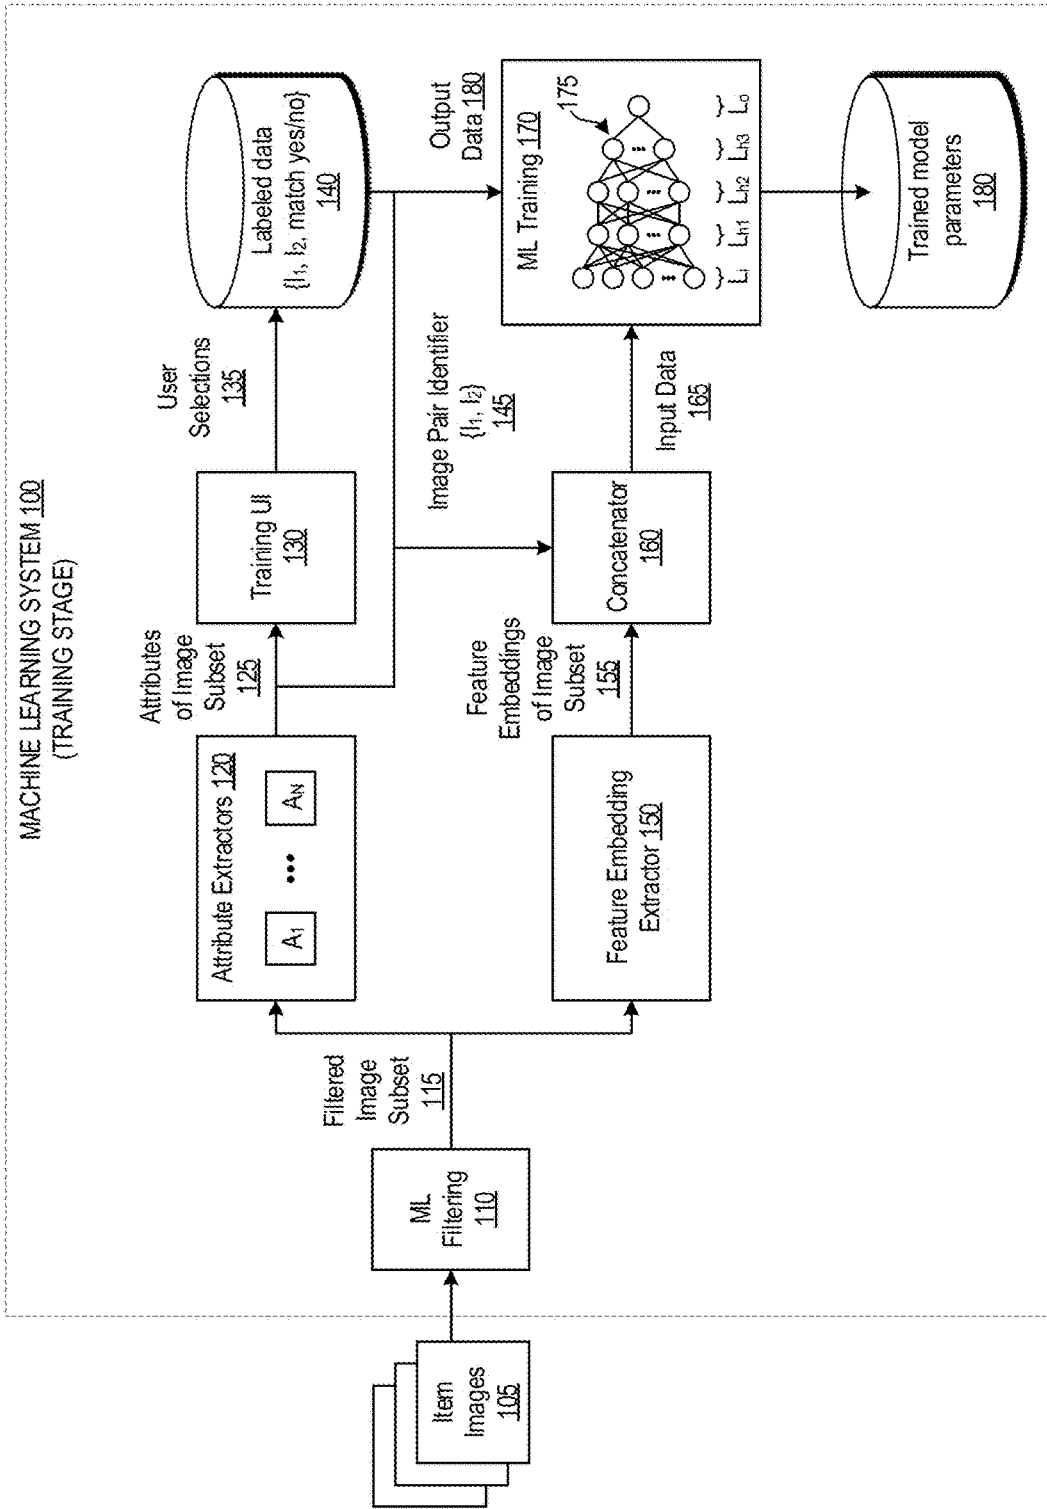 MACHINE LEARNING SYSTEM 100
(TRAINING STAGE)
Item
Images
105
ML
Filtering
110
Filtered
Image
Subset
115
Attribute Extractors 120
A1
•••
AN
Attributes
of Image
Subset
125
Training UI
130
User
Selections
135
Labeled data
{I1, I2, match yes/no}
140
Image Pair Identifier
{I1, I2}
145
Feature Embedding
Extractor 150
Feature
Embeddings
of Image
Subset
155
Concatenator
160
Input Data
165
Output
Data 180
ML Training 170
175
} Li
} Lh1
} Lh2
} Lh3
} Lo
Trained model
parameters
180